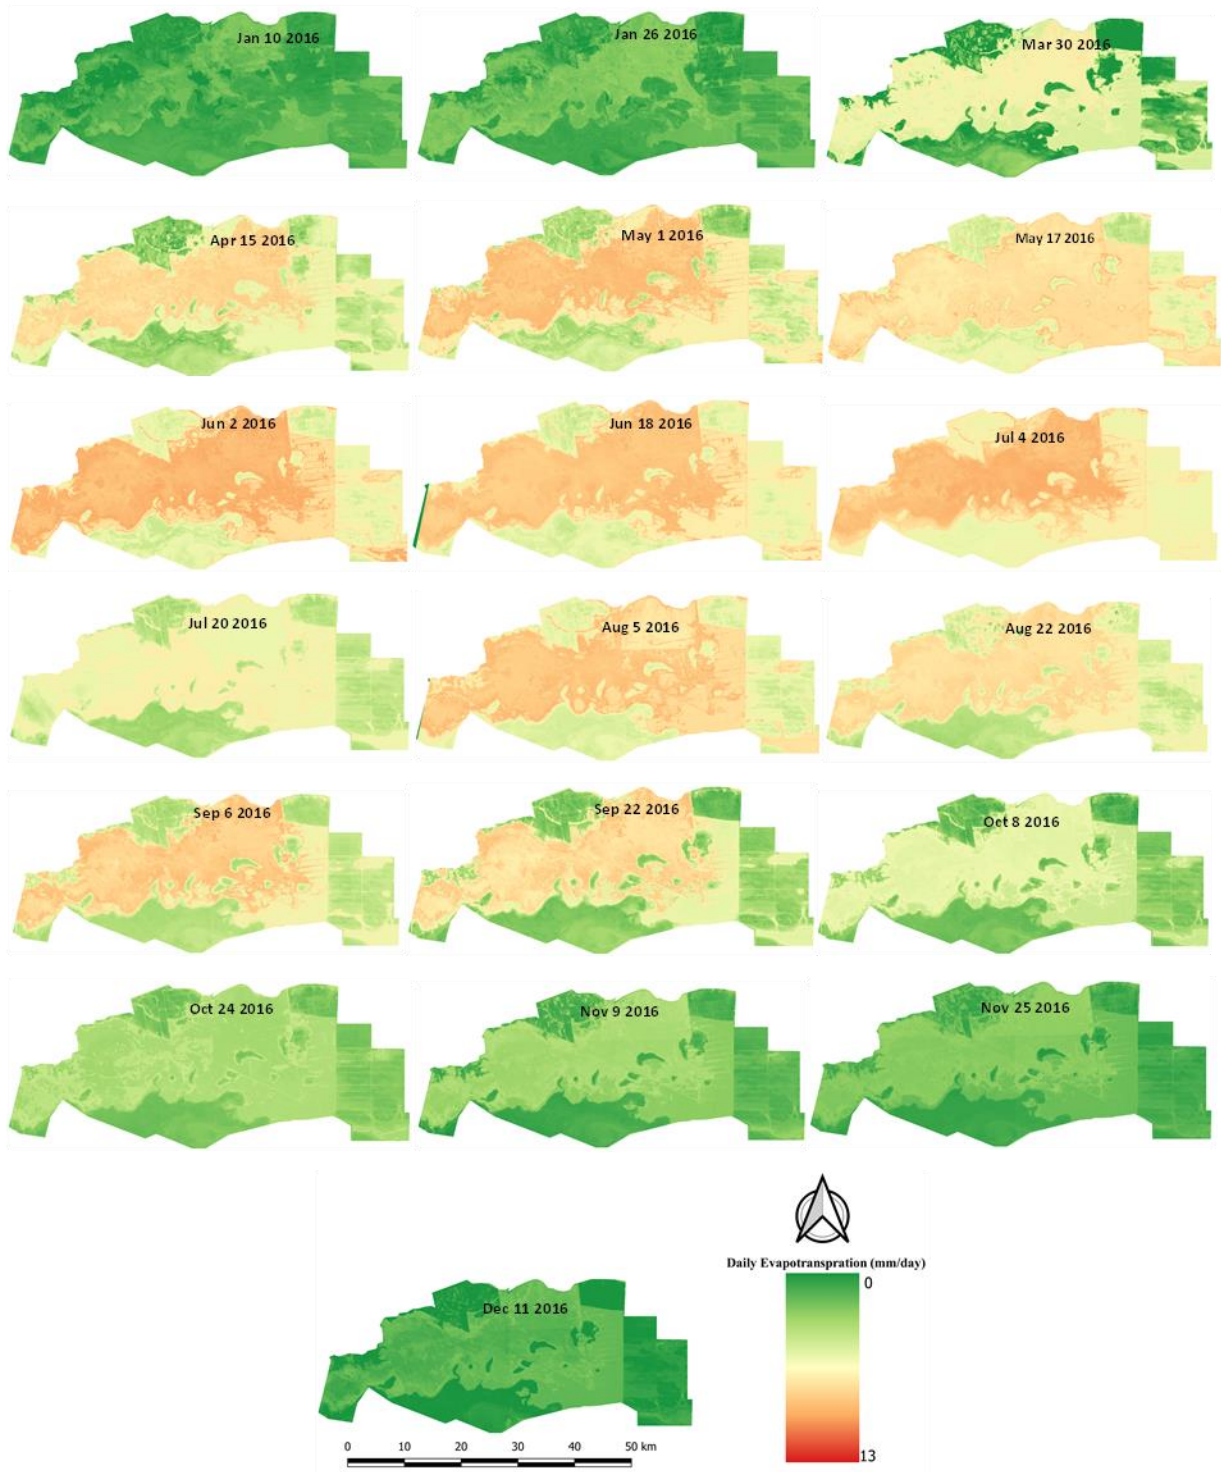 Jan 10 2016
Jan 26 2016
Mar 30 2016
Apr 15 2016
May 1 2016
May 17 2016
Jun 2 2016
Jun 18 2016
Jul 4 2016
Jul 20 2016
Aug 5 2016
Aug 22 2016
Sep 6 2016
Sep 22 2016
Oct 8 2016
Oct 24 2016
Nov 9 2016
Nov 25 2016
Daily Evapotranspration (mm/day)
0
Dec 11 2016
13
0 10 20 30 40 50 km